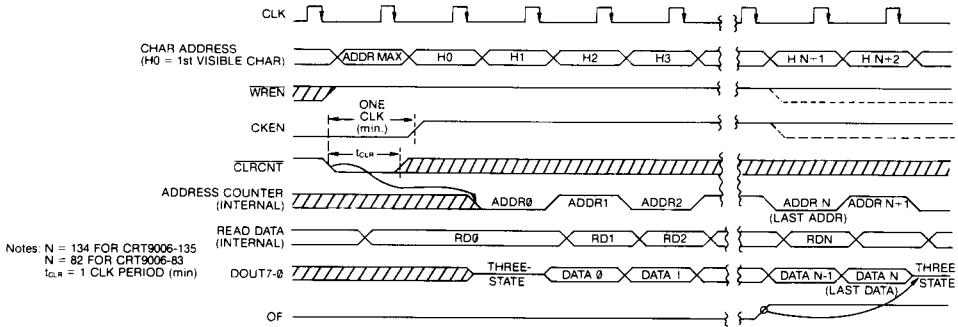 CLK
CHAR ADDRESS
(H0 = 1st VISIBLE CHAR)
ADDR MAX H0 H1 H2 H3 H N+1 H N+2
WREN
ONE
CLK
(min.)
CKEN
tCLR
CLRCNT
ADDRESS COUNTER
(INTERNAL)
ADDR0 ADDR1 ADDR2 ADDR N ADDR N+1
(LAST ADDR)
READ DATA
(INTERNAL)
RD0 RD1 RD2 RDN
Notes: N = 134 FOR CRT9006-135
N = 82 FOR CRT9006-83
tCLR = 1 CLK PERIOD (min)
DOUT7-0
THREE-
STATE
DATA 0 DATA 1 DATA N-1 DATA N
(LAST DATA)
THREE
STATE
OF